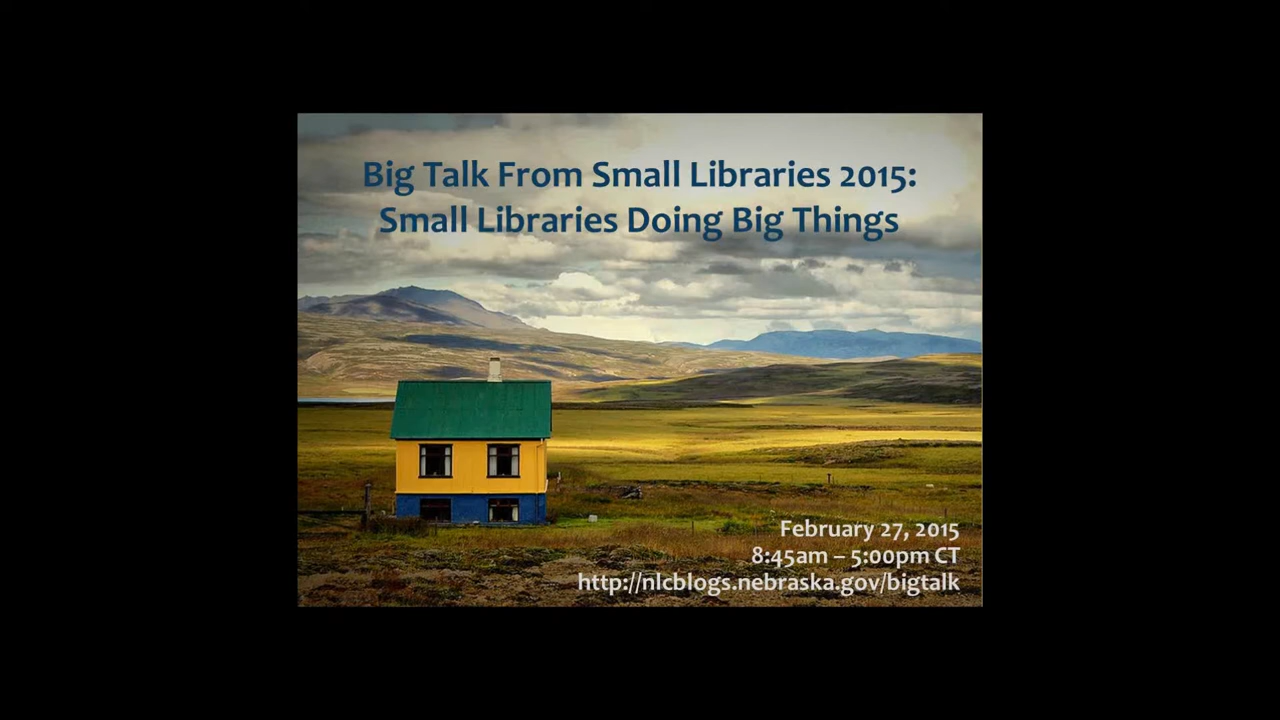 Big Talk From Small Libraries 2015:
Small Libraries Doing Big Things
February 27, 2015
8:45am – 5:00pm CT
http://nlcblogs.nebraska.gov/bigtalk